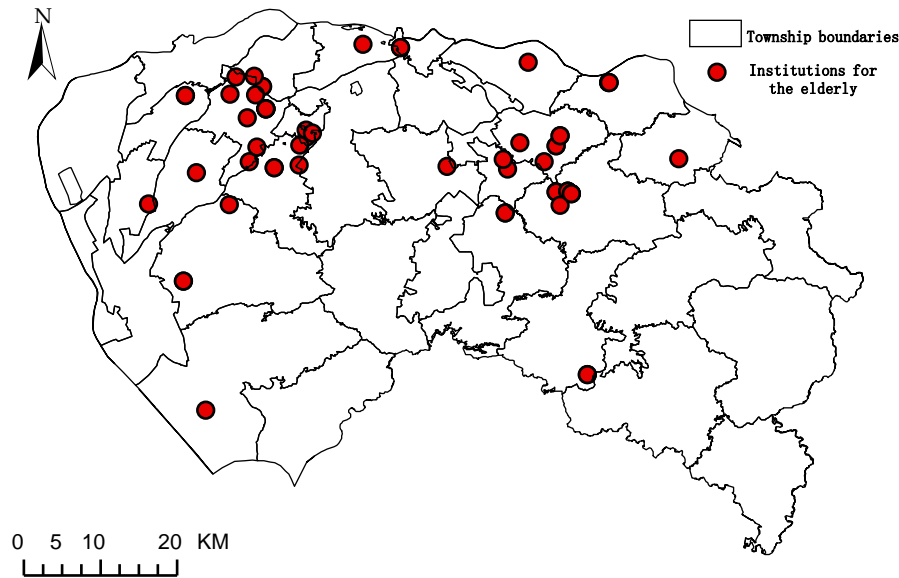 N
Township boundaries
Institutions for
the elderly
0 5 10 20 KM